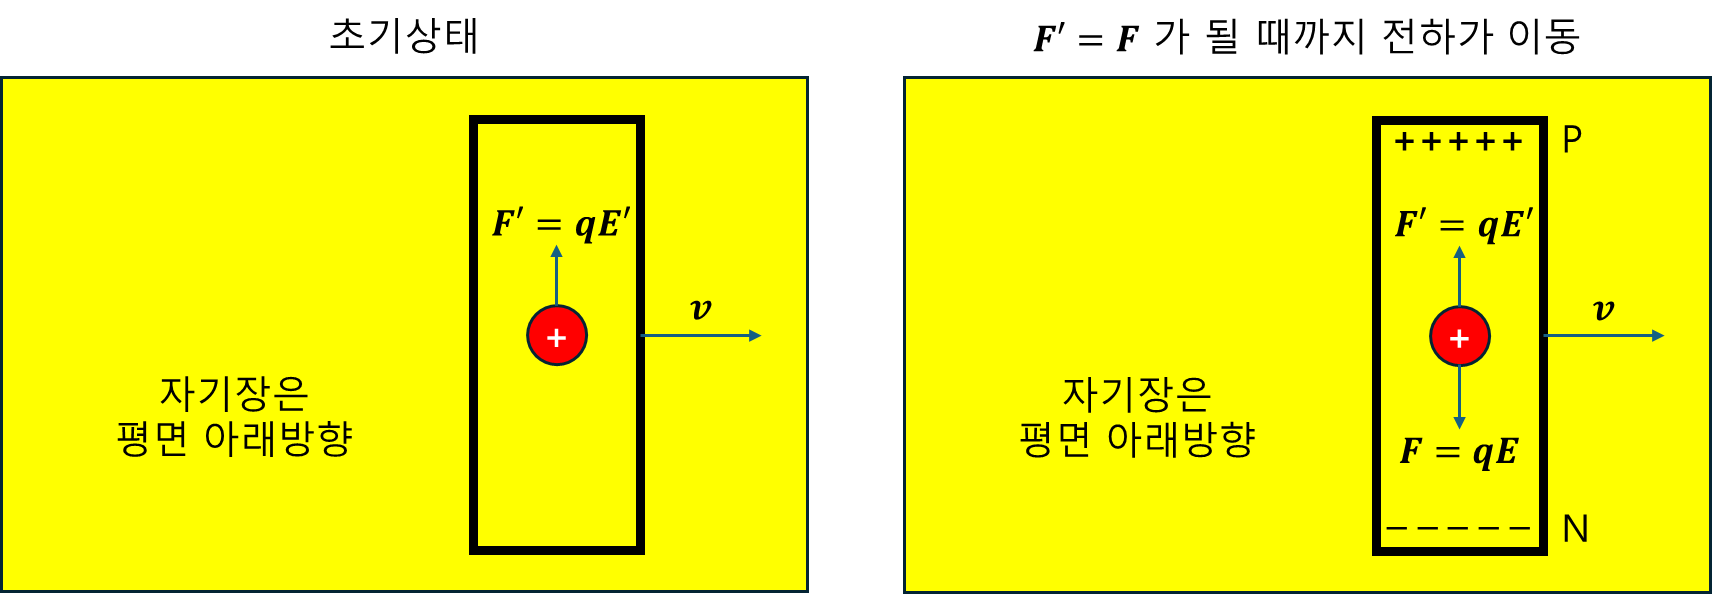 초기상태
F′ = qE′
+
v
자기장은
평면 아래방향
F′ = F 가 될 때까지 전하가 이동
+ + + + +
P
F′ = qE′
+
v
자기장은
평면 아래방향
F = qE
− − − − −
N